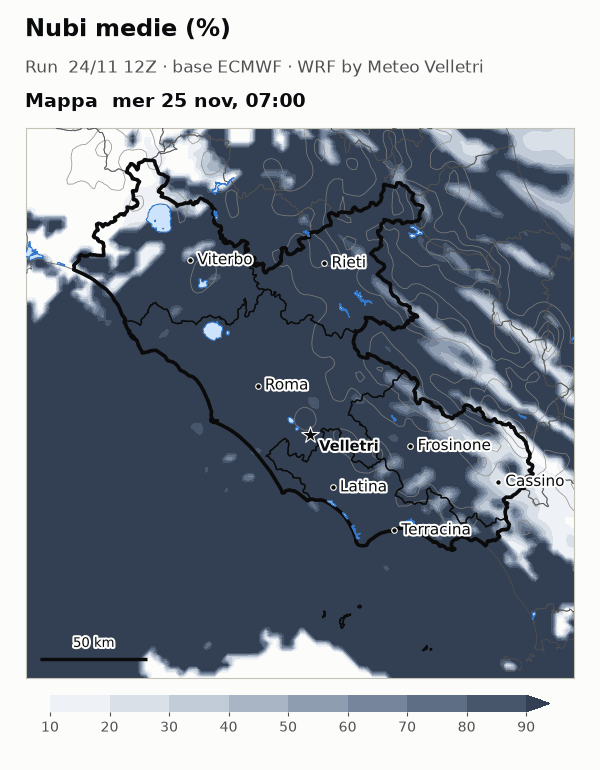 Nubi medie (%)
Run  24/11 12Z · base ECMWF · WRF by Meteo Velletri
Mappa  mer 25 nov, 07:00
Viterbo
Rieti
Roma
Velletri
Frosinone
Cassino
Latina
Terracina
50 km
10 20 30 40 50 60 70 80 90